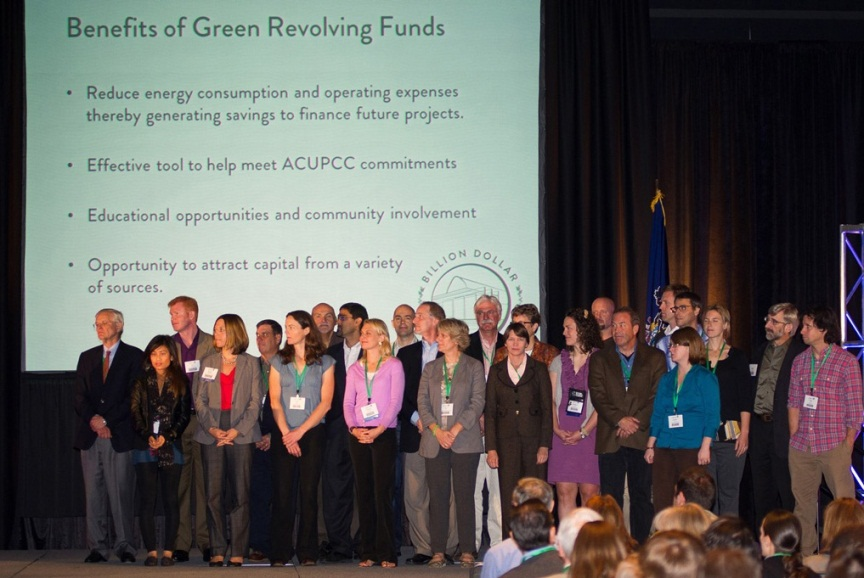 Benefits of Green Revolving Funds
• Reduce energy consumption and operating expenses
thereby generating savings to finance future projects.
• Effective tool to help meet ACUPCC commitments
• Educational opportunities and community involvement
• Opportunity to attract capital from a variety
of sources.
BILLION DOLLAR